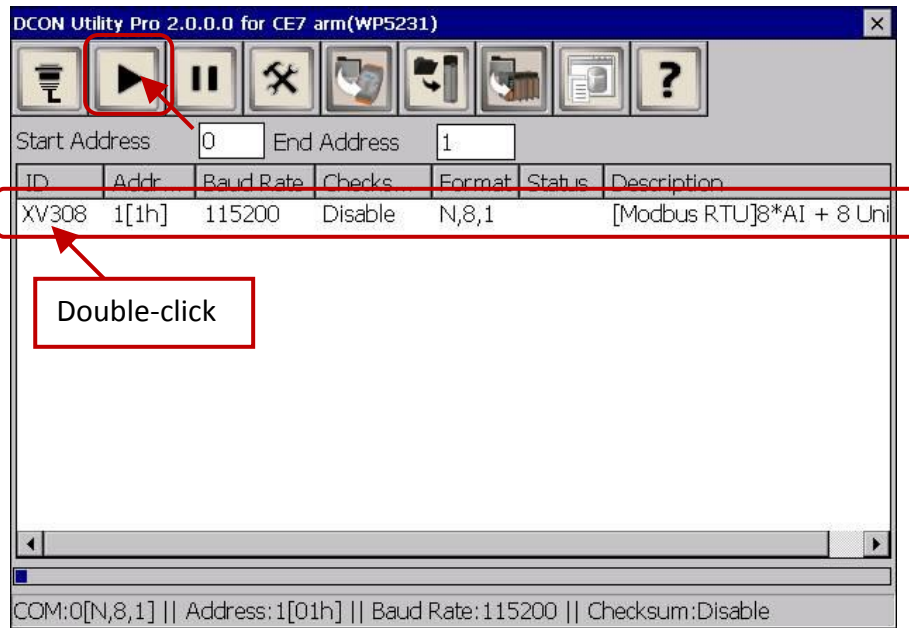 DCON Utility Pro 2.0.0.0 for CE7 arm(WP5231)
Start Address 0 End Address 1
ID Addr... Baud Rate Checks... Format Status Description
XV308 1[1h] 115200 Disable N,8,1 [Modbus RTU]8*AI + 8 Uni
Double-click
COM:0[N,8,1] || Address:1[01h] || Baud Rate:115200 || Checksum:Disable